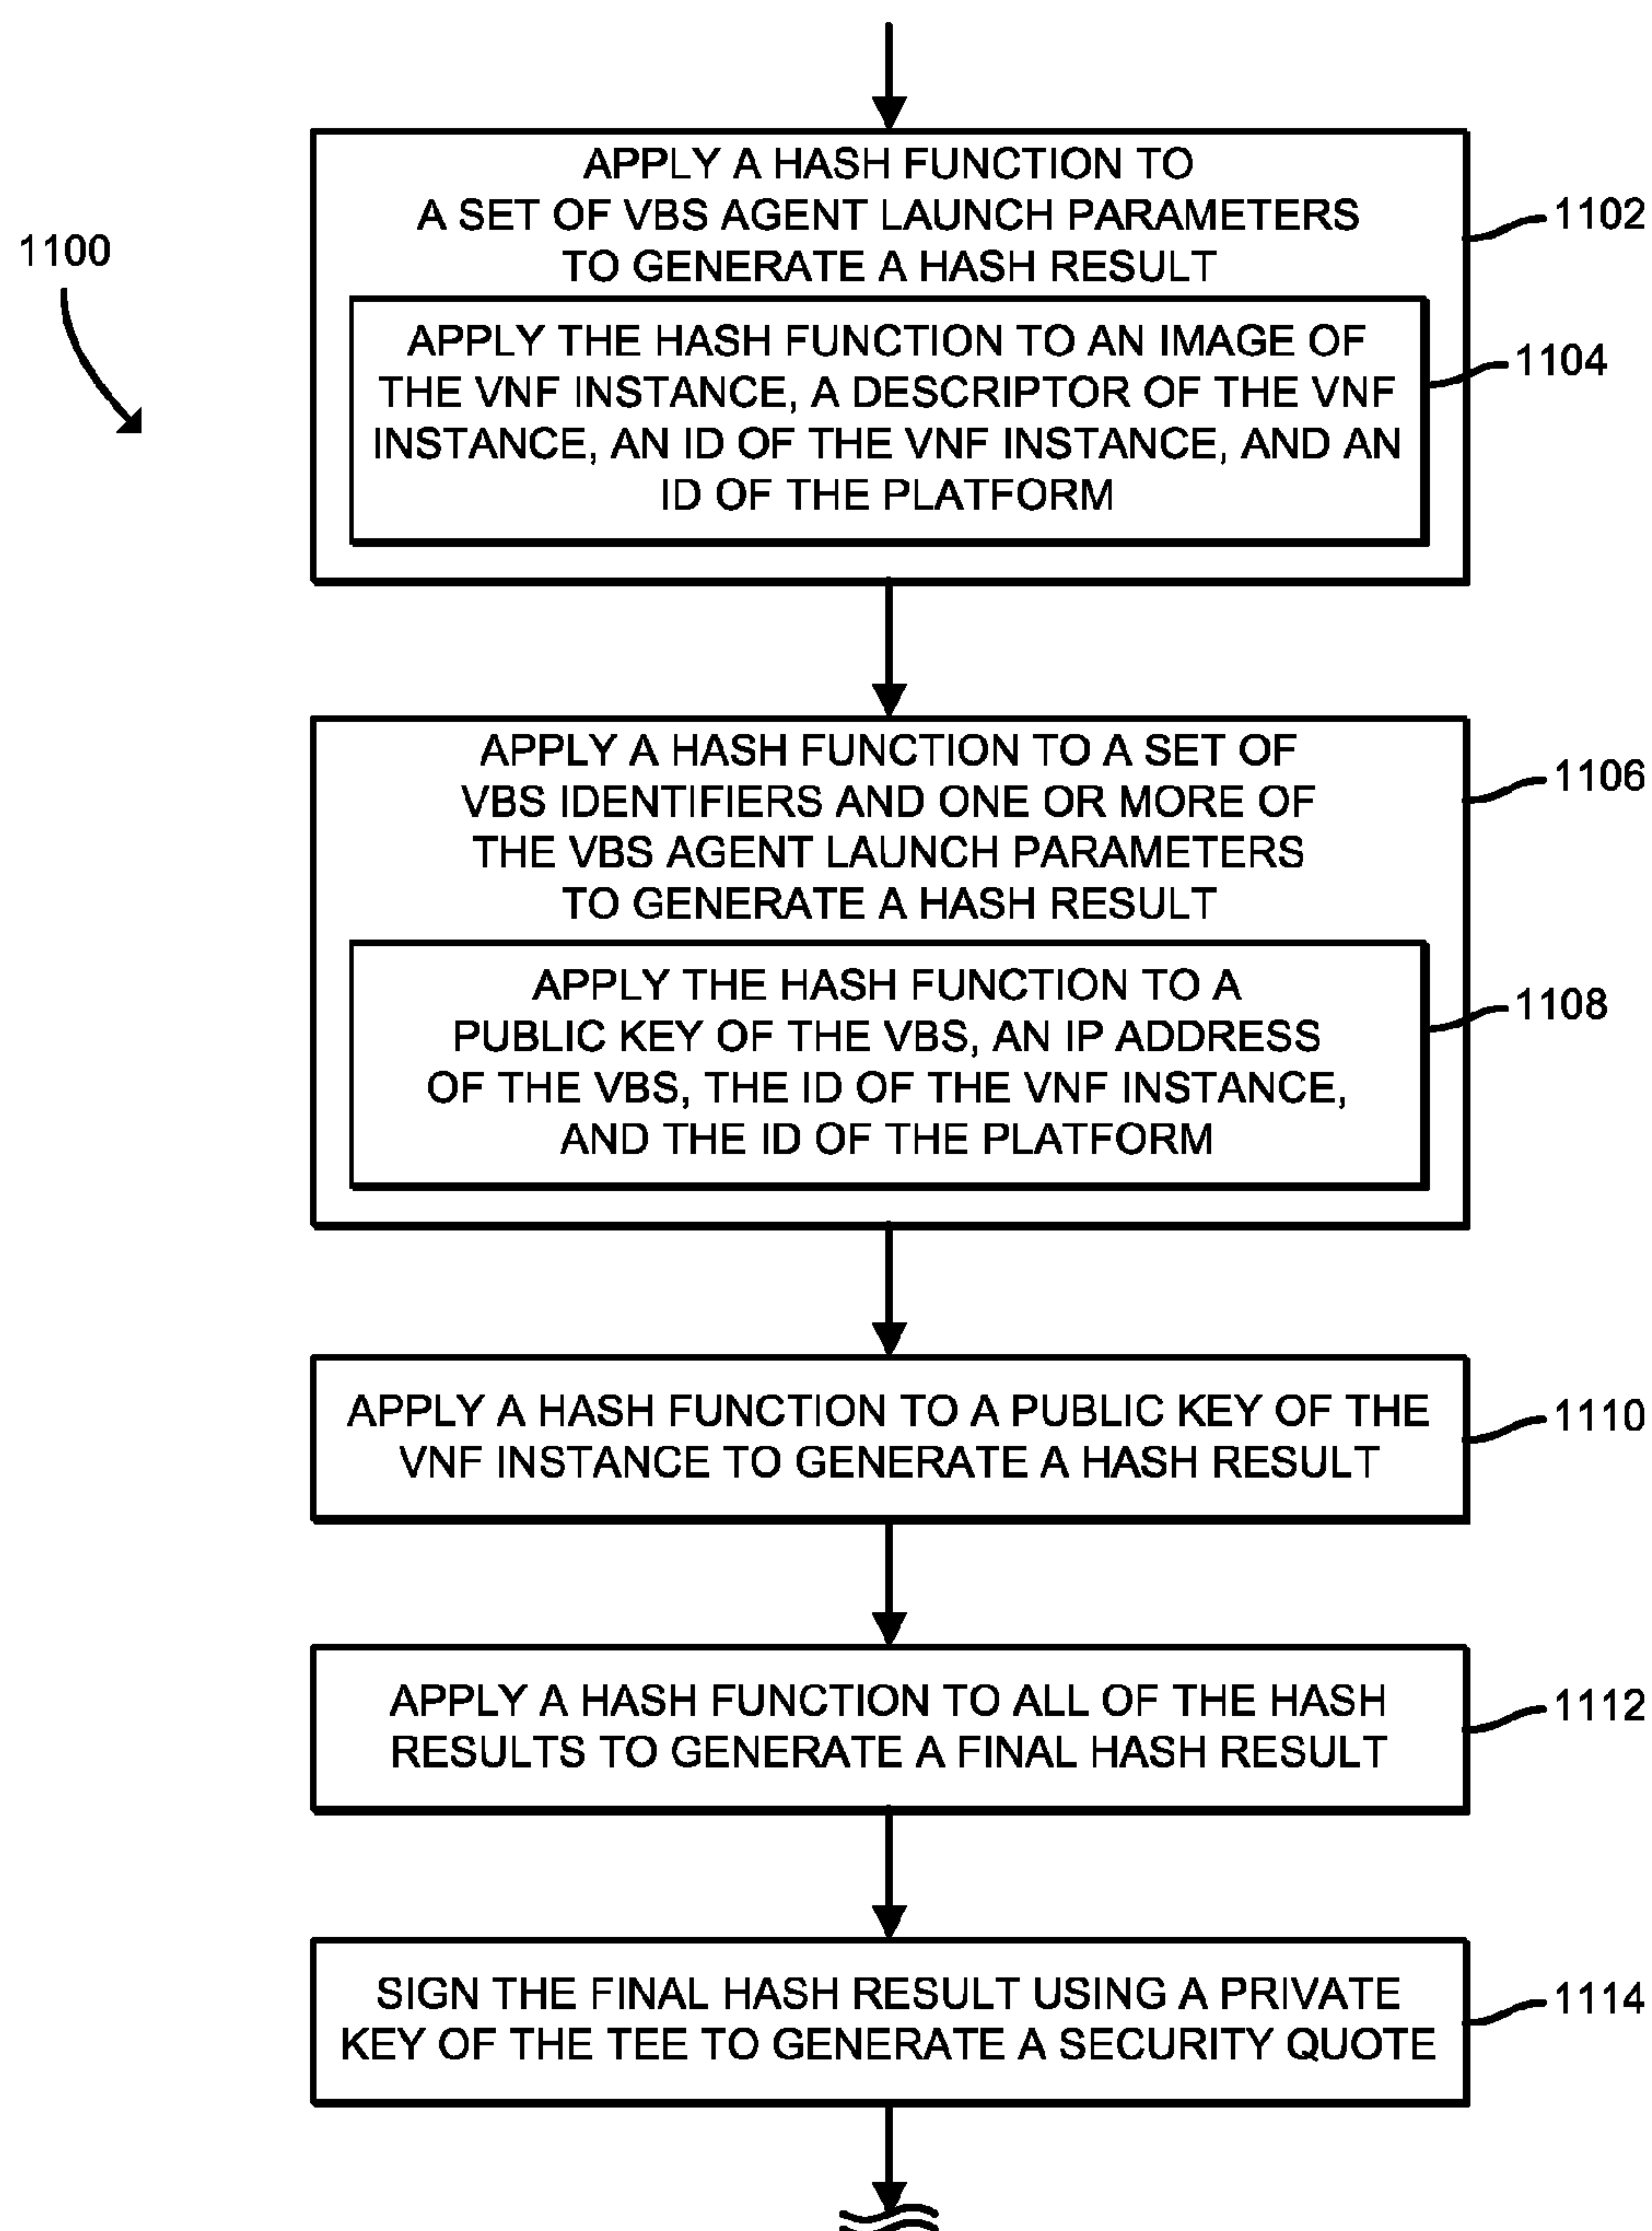 1100
APPLY A HASH FUNCTION TO
A SET OF VBS AGENT LAUNCH PARAMETERS
TO GENERATE A HASH RESULT
1102
APPLY THE HASH FUNCTION TO AN IMAGE OF
THE VNF INSTANCE, A DESCRIPTOR OF THE VNF
INSTANCE, AN ID OF THE VNF INSTANCE, AND AN
ID OF THE PLATFORM
1104
APPLY A HASH FUNCTION TO A SET OF
VBS IDENTIFIERS AND ONE OR MORE OF
THE VBS AGENT LAUNCH PARAMETERS
TO GENERATE A HASH RESULT
1106
APPLY THE HASH FUNCTION TO A
PUBLIC KEY OF THE VBS, AN IP ADDRESS
OF THE VBS, THE ID OF THE VNF INSTANCE,
AND THE ID OF THE PLATFORM
1108
APPLY A HASH FUNCTION TO A PUBLIC KEY OF THE
VNF INSTANCE TO GENERATE A HASH RESULT
1110
APPLY A HASH FUNCTION TO ALL OF THE HASH
RESULTS TO GENERATE A FINAL HASH RESULT
1112
SIGN THE FINAL HASH RESULT USING A PRIVATE
KEY OF THE TEE TO GENERATE A SECURITY QUOTE
1114